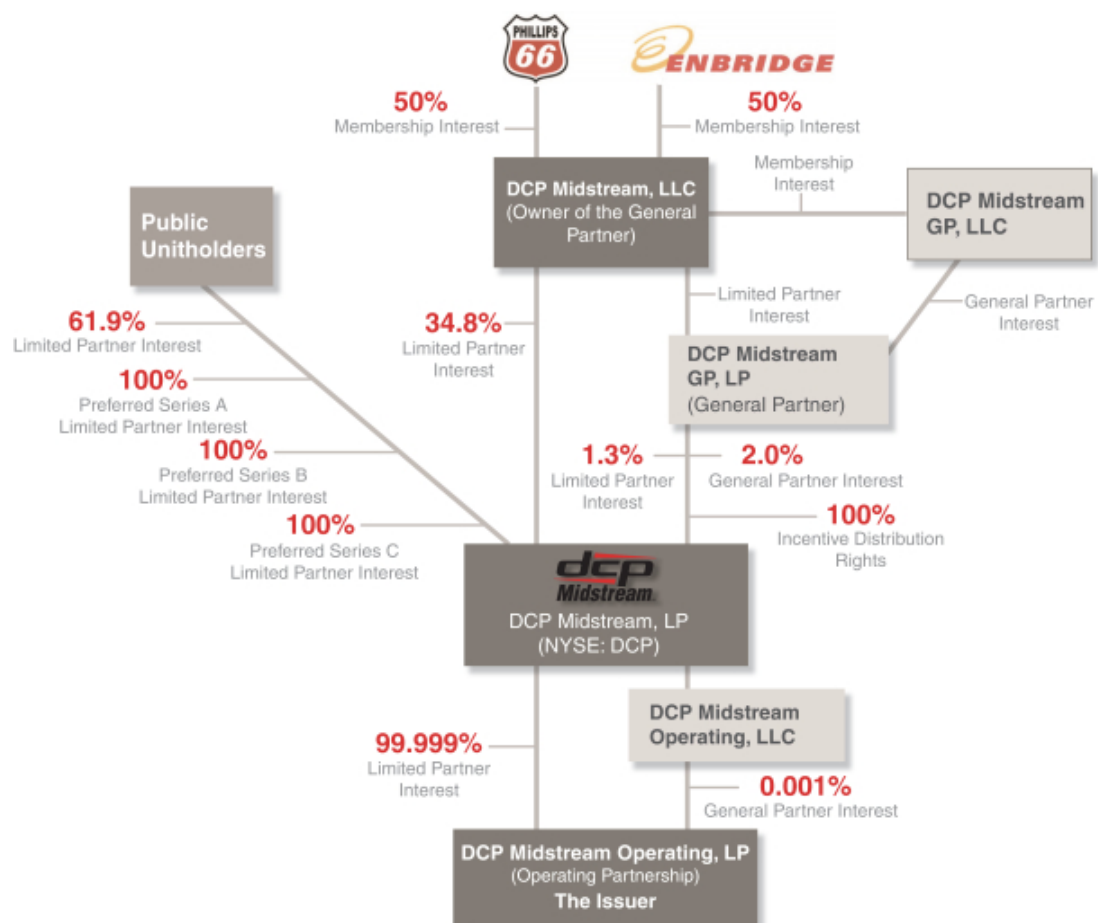 PHILLIPS
66
ENBRIDGE
50%
Membership Interest
50%
Membership Interest
Membership
Interest
DCP Midstream, LLC
(Owner of the General
Partner)
DCP Midstream
GP, LLC
Public
Unitholders
61.9%
Limited Partner Interest
34.8%
Limited Partner
Interest
Limited Partner
Interest
General Partner
Interest
DCP Midstream
GP, LP
(General Partner)
100%
Preferred Series A
Limited Partner Interest
100%
Preferred Series B
Limited Partner Interest
1.3%
Limited Partner
Interest
2.0%
General Partner Interest
100%
Preferred Series C
Limited Partner Interest
100%
Incentive Distribution
Rights
dcp
Midstream
DCP Midstream, LP
(NYSE: DCP)
DCP Midstream
Operating, LLC
99.999%
Limited Partner
Interest
0.001%
General Partner Interest
DCP Midstream Operating, LP
(Operating Partnership)
The Issuer